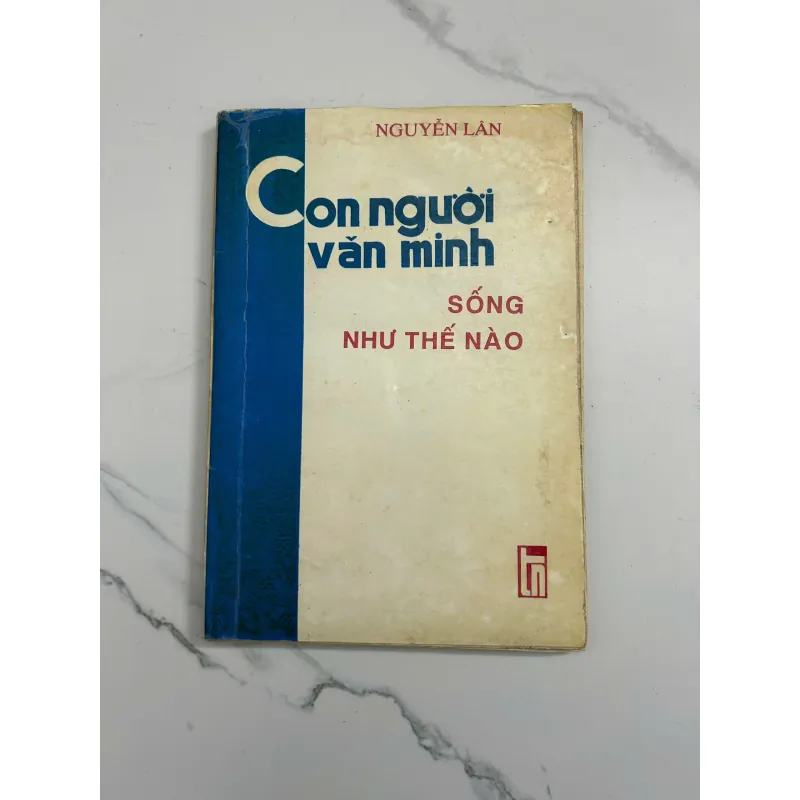 NGUYỄN LÂN
Con người
văn minh
SỐNG
NHƯ THẾ NÀO